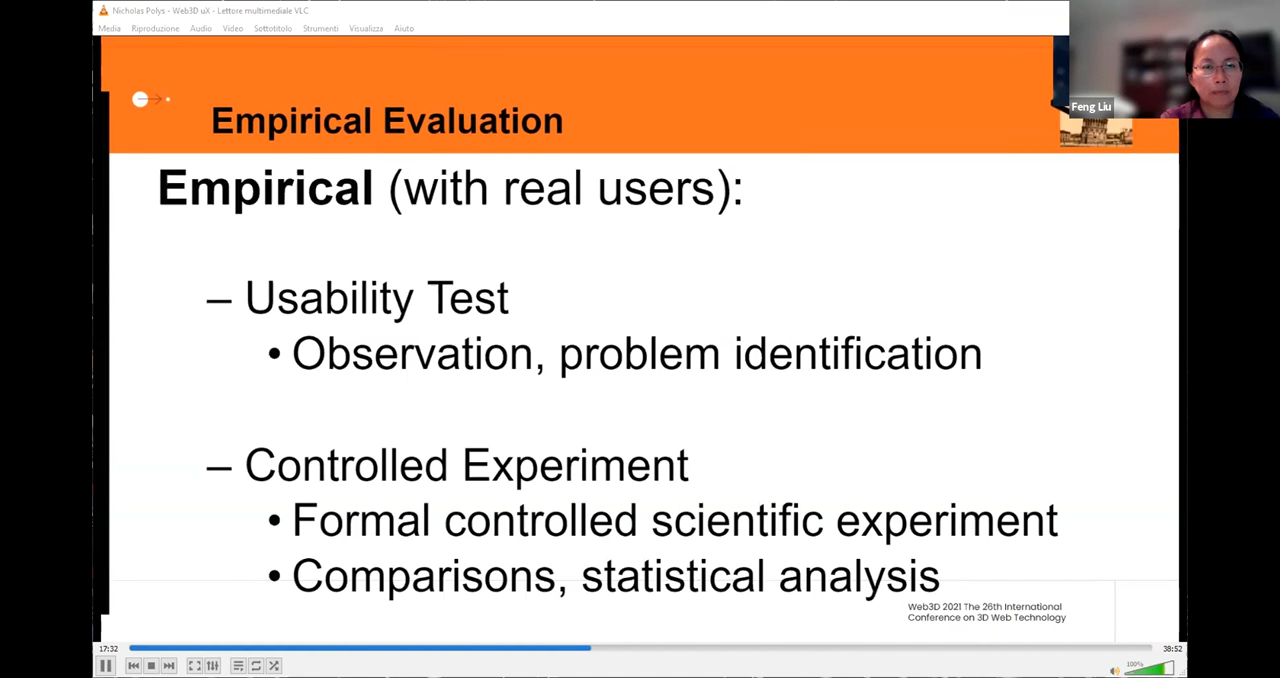 Nicholas Polys - Web3D uX - Lettore multimediale VLC
Media Riproduzione Audio Video Sottotitolo Strumenti Visualizza Aiuto
Feng Liu
Empirical Evaluation
Empirical (with real users):
– Usability Test
• Observation, problem identification
– Controlled Experiment
• Formal controlled scientific experiment
• Comparisons, statistical analysis
Web3D 2021 The 26th International
Conference on 3D Web Technology
17:32 38:52
100%